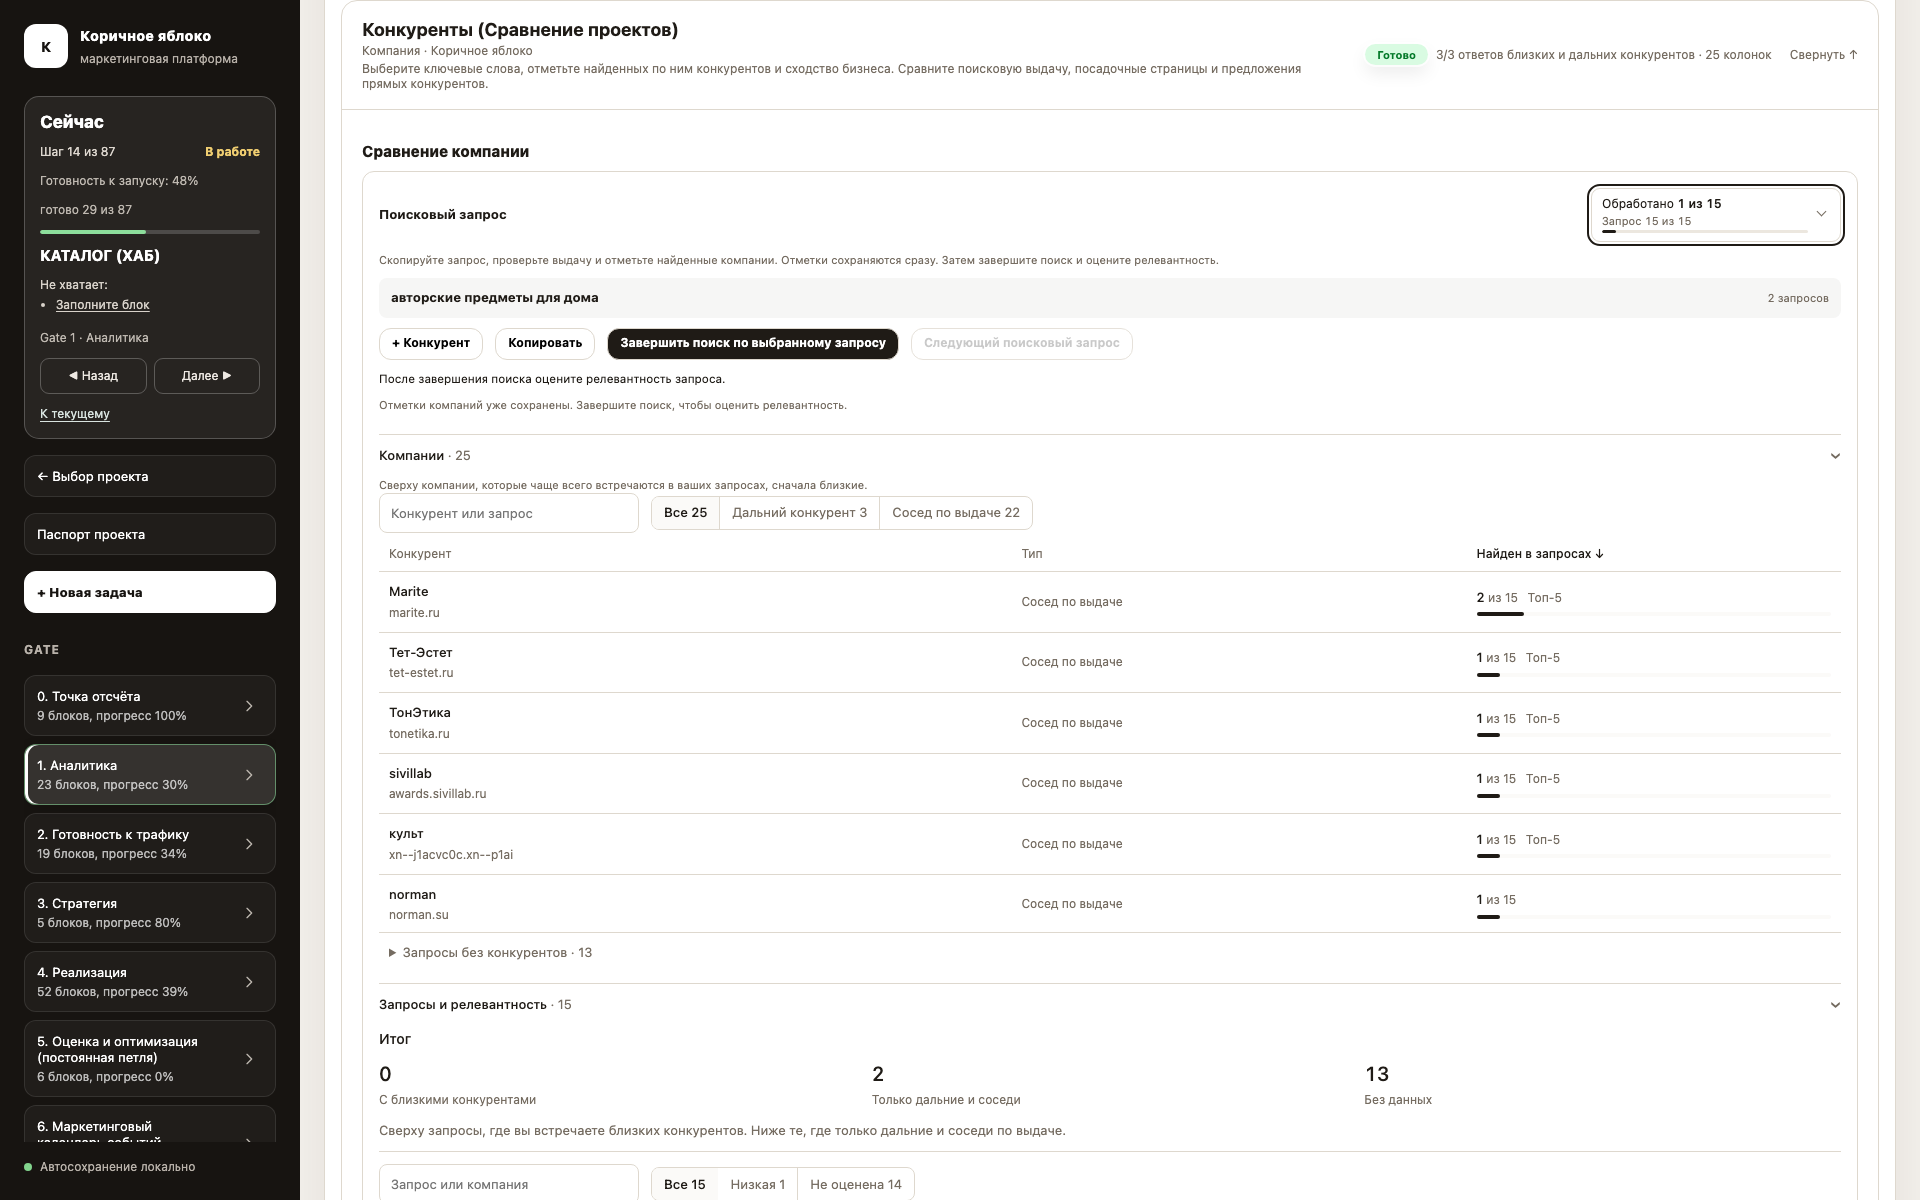 К
Коричное яблоко
маркетинговая платформа
Сейчас
Шаг 14 из 87
В работе
Готовность к запуску: 48%
готово 29 из 87
КАТАЛОГ (ХАБ)
Не хватает:
• Заполните блок
Gate 1 · Аналитика
◀ Назад
Далее ▶
К текущему
← Выбор проекта
Паспорт проекта
+ Новая задача
GATE
0. Точка отсчёта
9 блоков, прогресс 100%
1. Аналитика
23 блоков, прогресс 30%
2. Готовность к трафику
19 блоков, прогресс 34%
3. Стратегия
5 блоков, прогресс 80%
4. Реализация
52 блоков, прогресс 39%
5. Оценка и оптимизация
(постоянная петля)
6 блоков, прогресс 0%
6. Маркетинговый
календарь событий
Автосохранение локально
Конкуренты (Сравнение проектов)
Компания · Коричное яблоко
Выберите ключевые слова, отметьте найденных по ним конкурентов и сходство бизнеса. Сравните поисковую выдачу, посадочные страницы и предложения
прямых конкурентов.
Готово
3/3 ответов близких и дальних конкурентов · 25 колонок
Свернуть ↑
Сравнение компании
Поисковый запрос
Обработано 1 из 15
Запрос 15 из 15
Скопируйте запрос, проверьте выдачу и отметьте найденные компании. Отметки сохраняются сразу. Затем завершите поиск и оцените релевантность.
авторские предметы для дома
2 запросов
+ Конкурент
Копировать
Завершить поиск по выбранному запросу
Следующий поисковый запрос
После завершения поиска оцените релевантность запроса.
Отметки компаний уже сохранены. Завершите поиск, чтобы оценить релевантность.
Компании · 25
Сверху компании, которые чаще всего встречаются в ваших запросах, сначала близкие.
Конкурент или запрос
Все 25
Дальний конкурент 3
Сосед по выдаче 22
Конкурент
Тип
Найден в запросах ↓
Marite
marite.ru
Сосед по выдаче
2 из 15 Топ-5
Тет-Эстет
tet-estet.ru
Сосед по выдаче
1 из 15 Топ-5
ТонЭтика
tonetika.ru
Сосед по выдаче
1 из 15 Топ-5
sivillab
awards.sivillab.ru
Сосед по выдаче
1 из 15 Топ-5
культ
xn--j1acvc0c.xn--p1ai
Сосед по выдаче
1 из 15 Топ-5
norman
norman.su
Сосед по выдаче
1 из 15
▶ Запросы без конкурентов · 13
Запросы и релевантность · 15
Итог
0
С близкими конкурентами
2
Только дальние и соседи
13
Без данных
Сверху запросы, где вы встречаете близких конкурентов. Ниже те, где только дальние и соседи по выдаче.
Запрос или компания
Все 15
Низкая 1
Не оценена 14